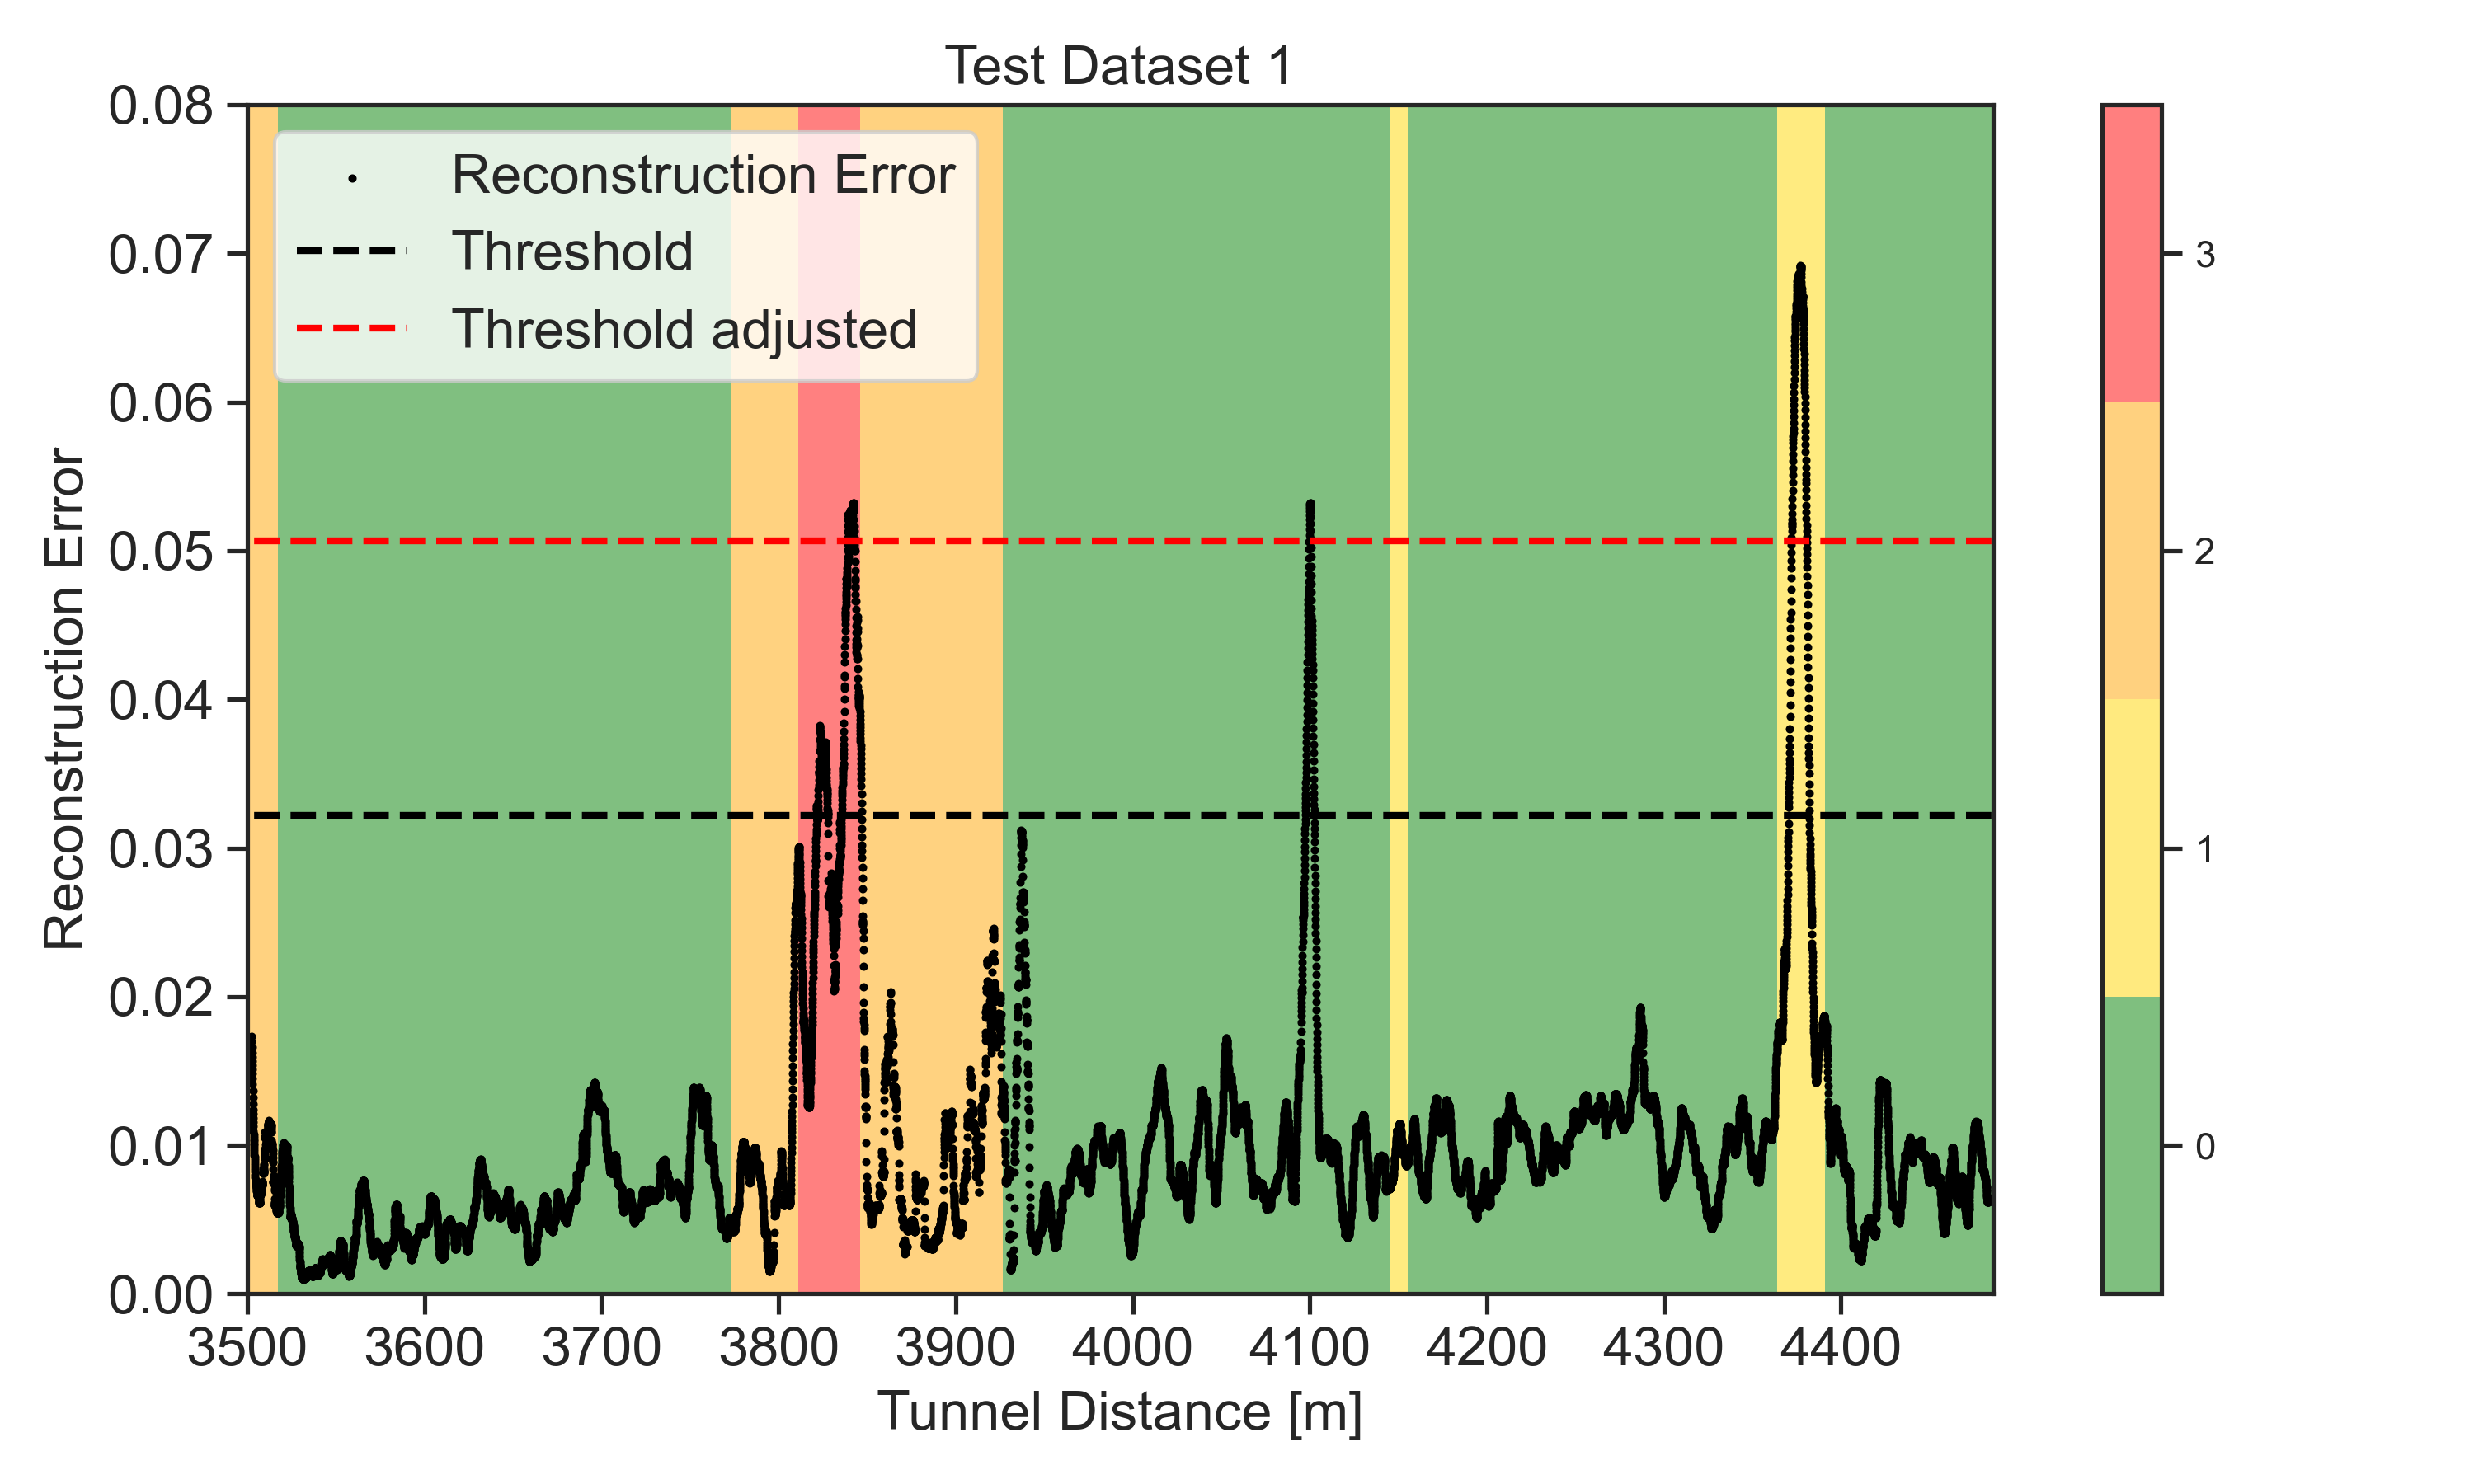 Test Dataset 1
Reconstruction Error
Threshold
Threshold adjusted
Reconstruction Error
0.08
0.07
0.06
0.05
0.04
0.03
0.02
0.01
0.00
3500 3600 3700 3800 3900 4000 4100 4200 4300 4400
Tunnel Distance [m]
3
2
1
0